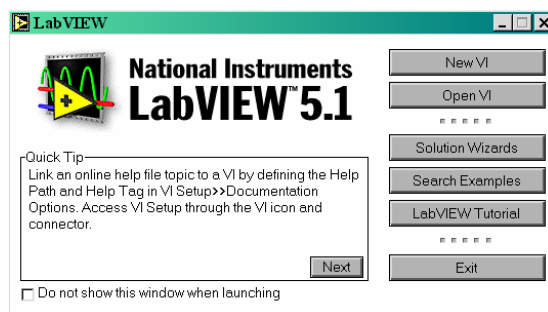 LabVIEW
National Instruments
LabVIEW™ 5.1
Quick Tip
Link an online help file topic to a VI by defining the Help
Path and Help Tag in VI Setup>>Documentation
Options. Access VI Setup through the VI icon and
connector.
Next
Do not show this window when launching
New VI
Open VI
Solution Wizards
Search Examples
LabVIEW Tutorial
Exit